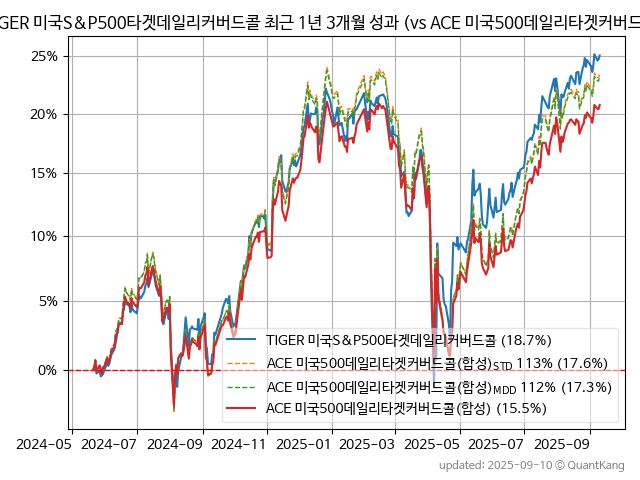 IGER 미국S&P500타겟데일리커버드콜 최근 1년 3개월 성과 (vs ACE 미국500데일리타겟커버드
25%
20%
15%
10%
5%
0%
TIGER 미국S&P500타겟데일리커버드콜 (18.7%)
ACE 미국500데일리타겟커버드콜(합성)STD 113% (17.6%)
ACE 미국500데일리타겟커버드콜(합성)MDD 112% (17.3%)
ACE 미국500데일리타겟커버드콜(합성) (15.5%)
2024-05 2024-07 2024-09 2024-11 2025-01 2025-03 2025-05 2025-07 2025-09
updated: 2025-09-10 © QuantKang